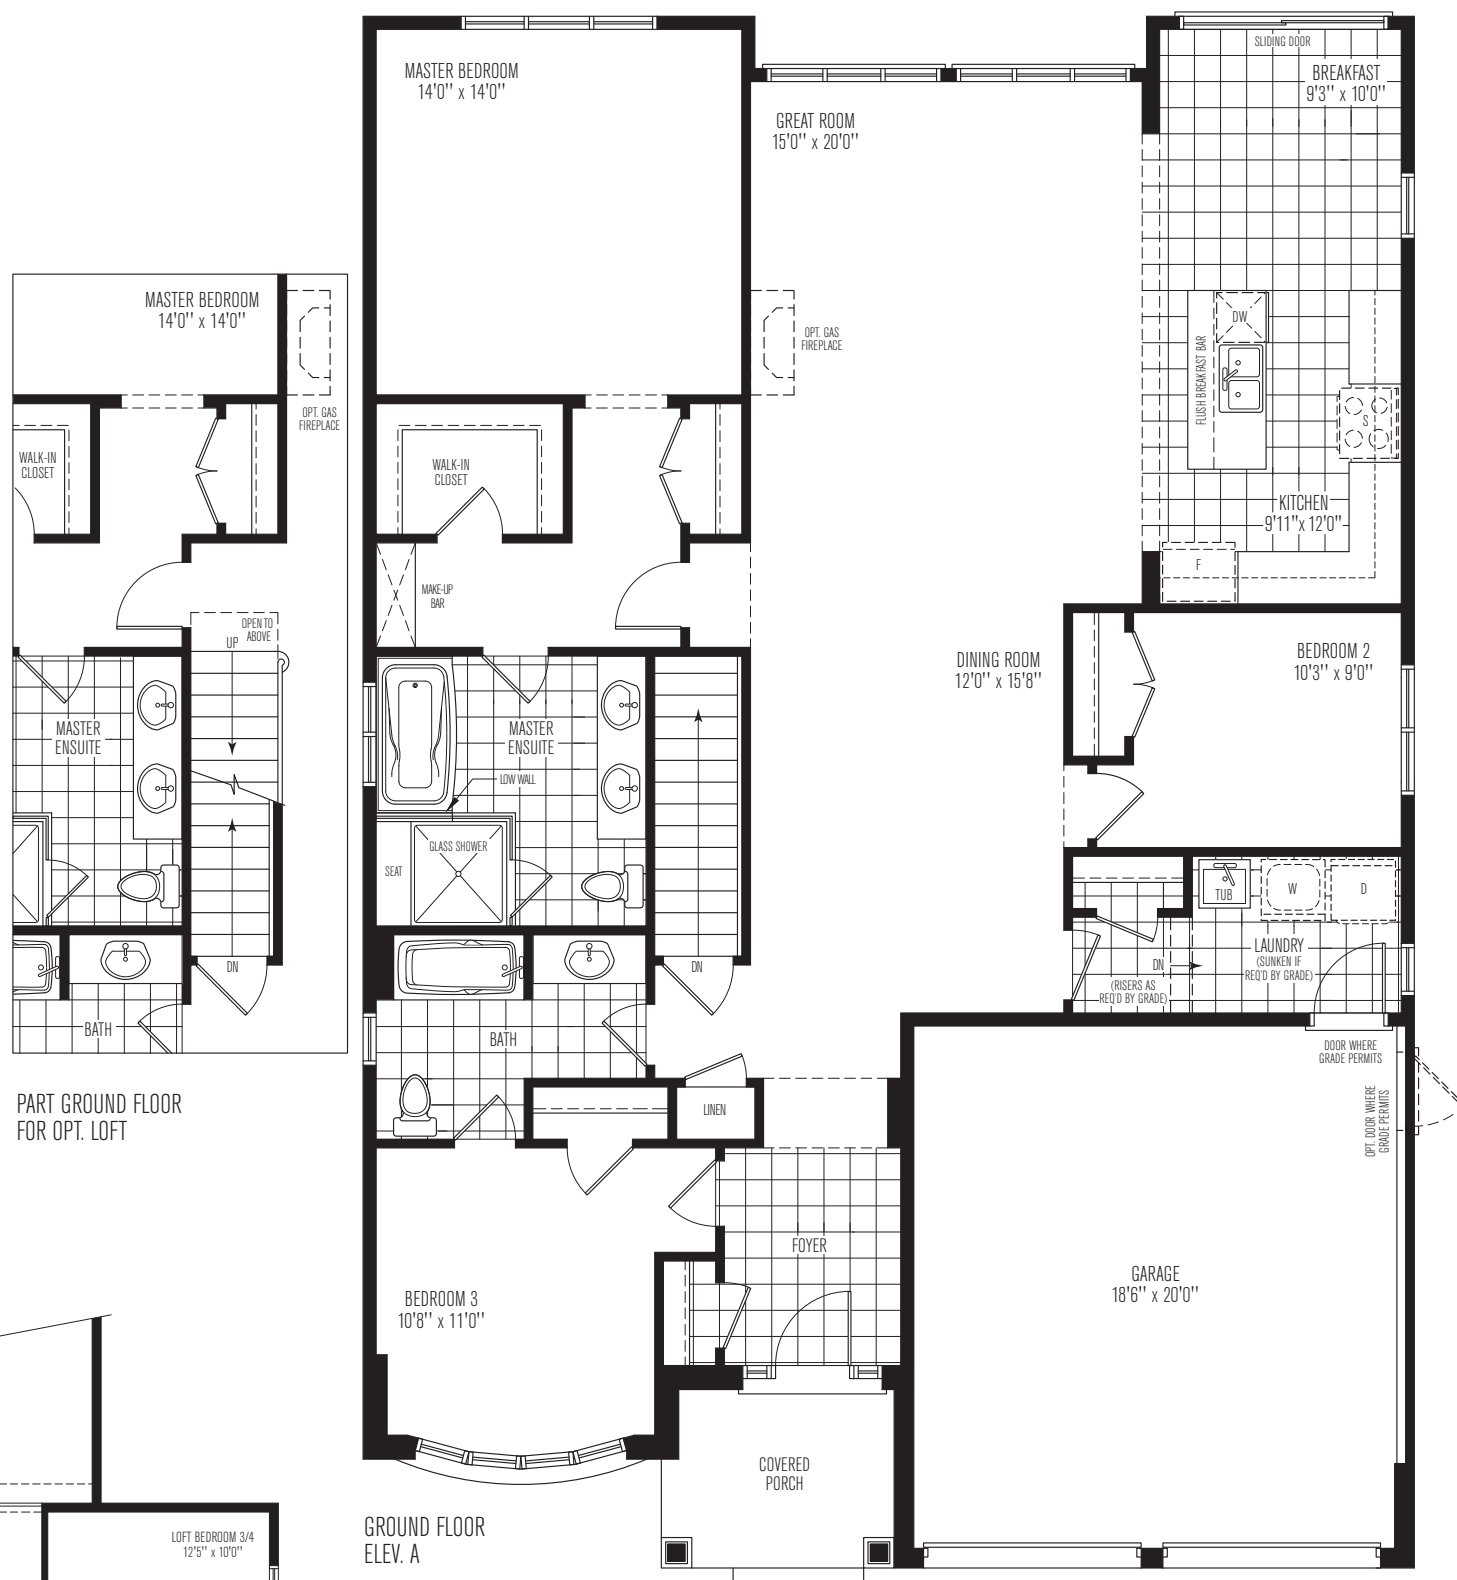 MASTER BEDROOM
14'0" x 14'0"
GREAT ROOM
15'0" x 20'0"
SLIDING DOOR
BREAKFAST
9'3" x 10'0"
OPT. GAS
FIREPLACE
DW
FLUSH BREAKFAST BAR
S
KITCHEN
9'11"x 12'0"
F
WALK-IN
CLOSET
MAKE-UP
BAR
MASTER
ENSUITE
LOW WALL
GLASS SHOWER
SEAT
DINING ROOM
12'0" x 15'8"
BEDROOM 2
10'3" x 9'0"
TUB
W
D
LAUNDRY
(SUNKEN IF
REQ'D BY GRADE)
DN
(RISERS AS
REQ'D BY GRADE)
DN
BATH
LINEN
DOOR WHERE
GRADE PERMITS
OPT. DOOR WHERE
GRADE PERMITS
FOYER
BEDROOM 3
10'8" x 11'0"
GARAGE
18'6" x 20'0"
COVERED
PORCH
GROUND FLOOR
ELEV. A
MASTER BEDROOM
14'0" x 14'0"
OPT. GAS
FIREPLACE
WALK-IN
CLOSET
OPEN TO
ABOVE
UP
MASTER
ENSUITE
DN
BATH
PART GROUND FLOOR
FOR OPT. LOFT
LOFT BEDROOM 3/4
12'5" x 10'0"